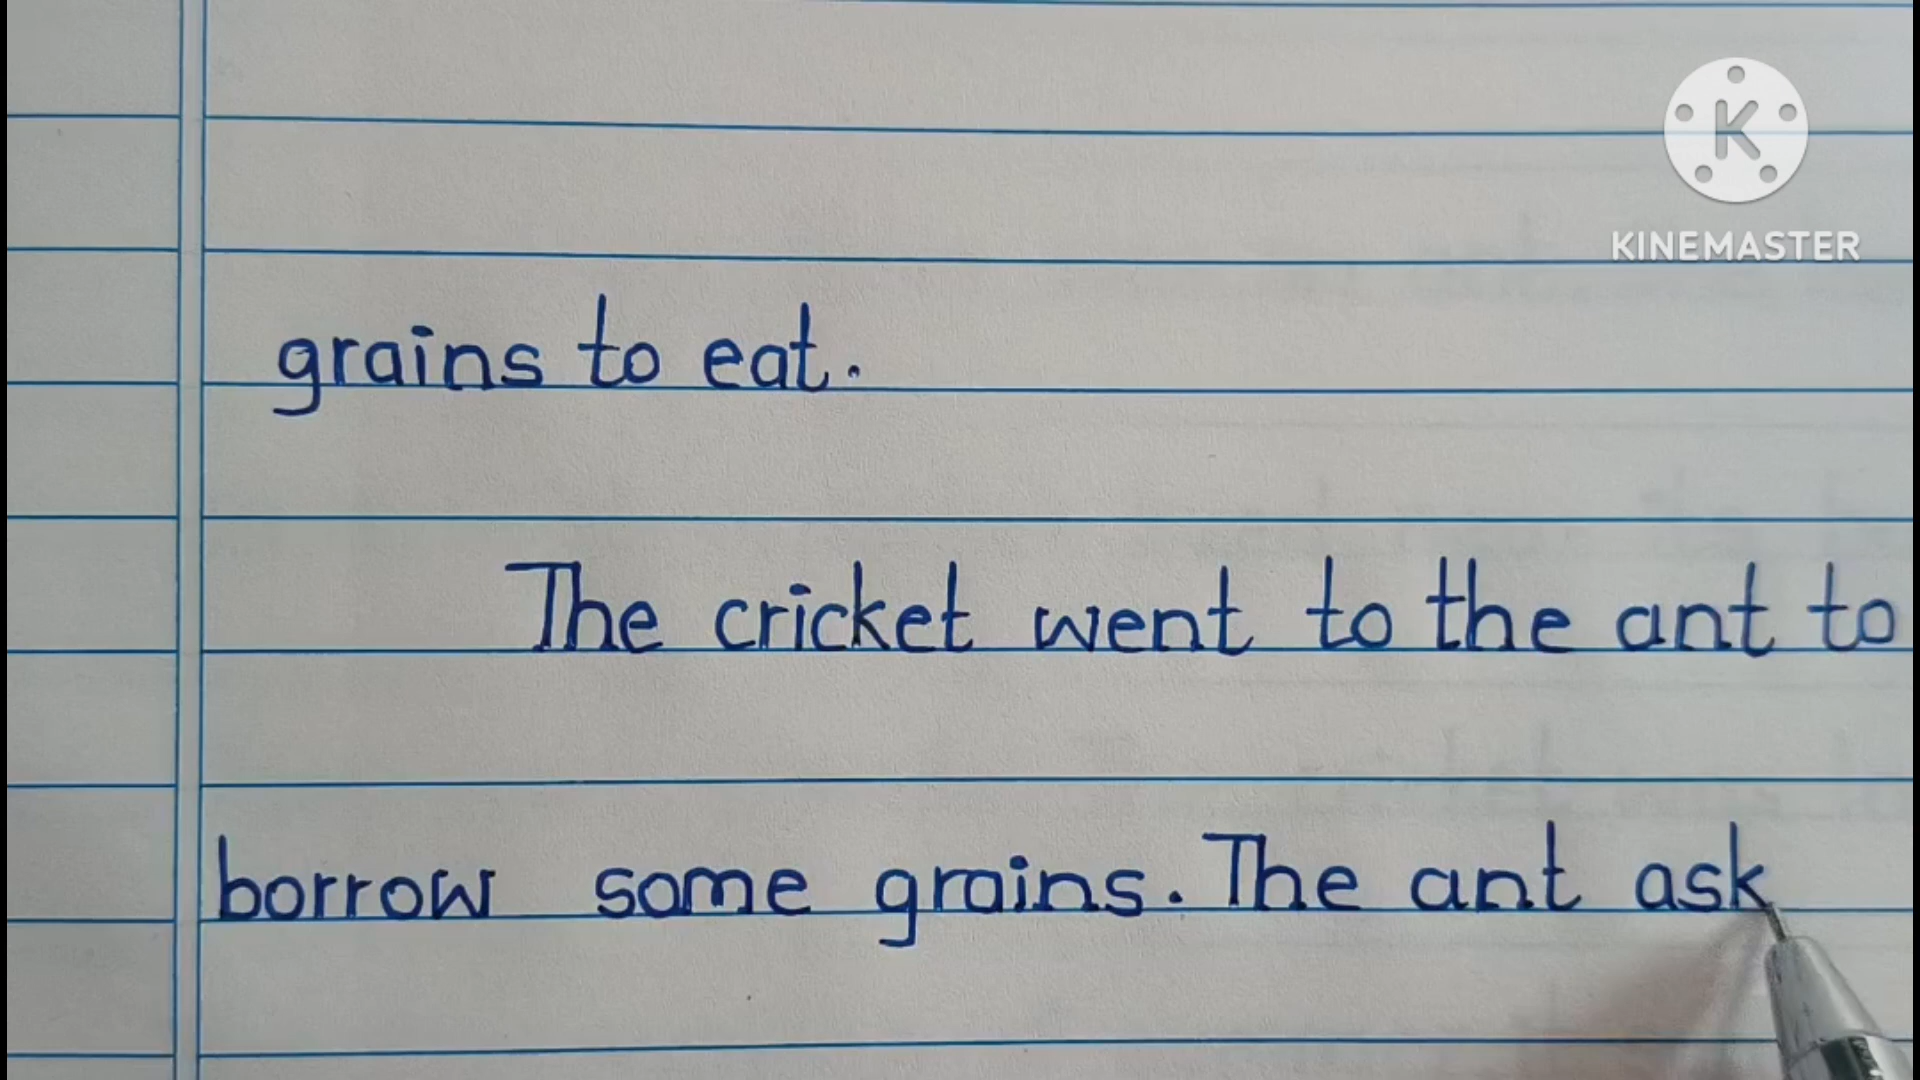 K
KINEMASTER
grains to eat.
The cricket went to the ant to
borrow some grains. The ant ask